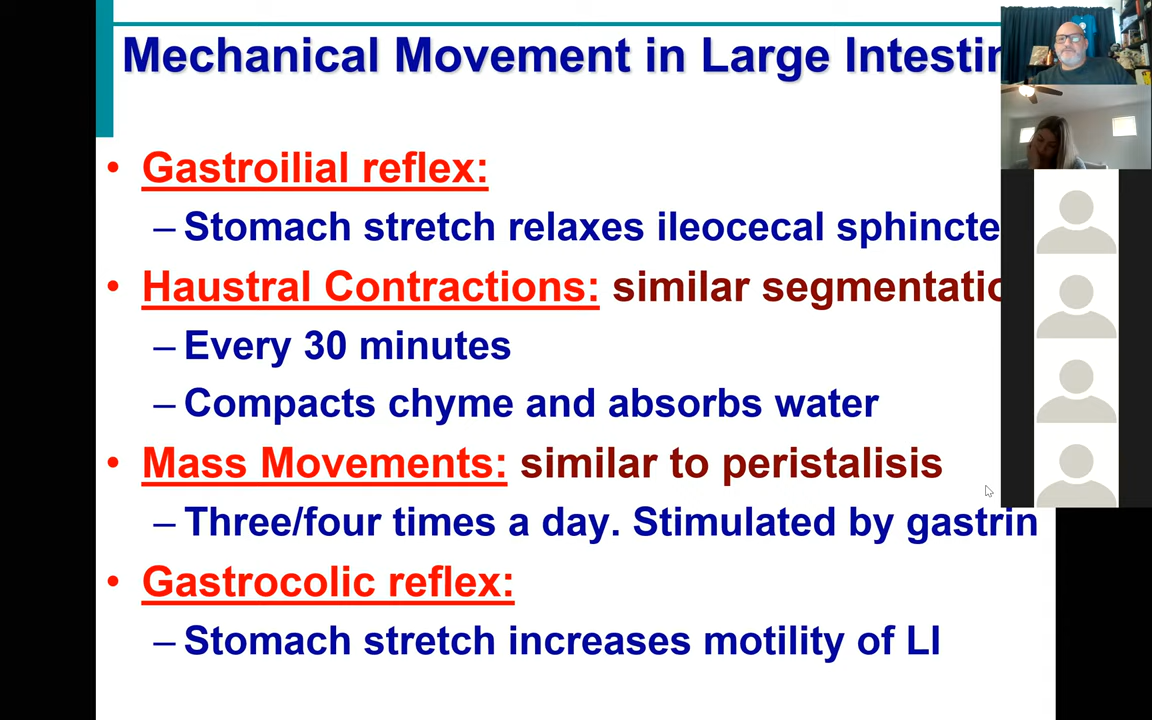 Mechanical Movement in Large Intestin
• Gastroilial reflex:
– Stomach stretch relaxes ileocecal sphincte
• Haustral Contractions: similar segmentatio
– Every 30 minutes
– Compacts chyme and absorbs water
• Mass Movements: similar to peristalisis
– Three/four times a day. Stimulated by gastrin
• Gastrocolic reflex:
– Stomach stretch increases motility of LI